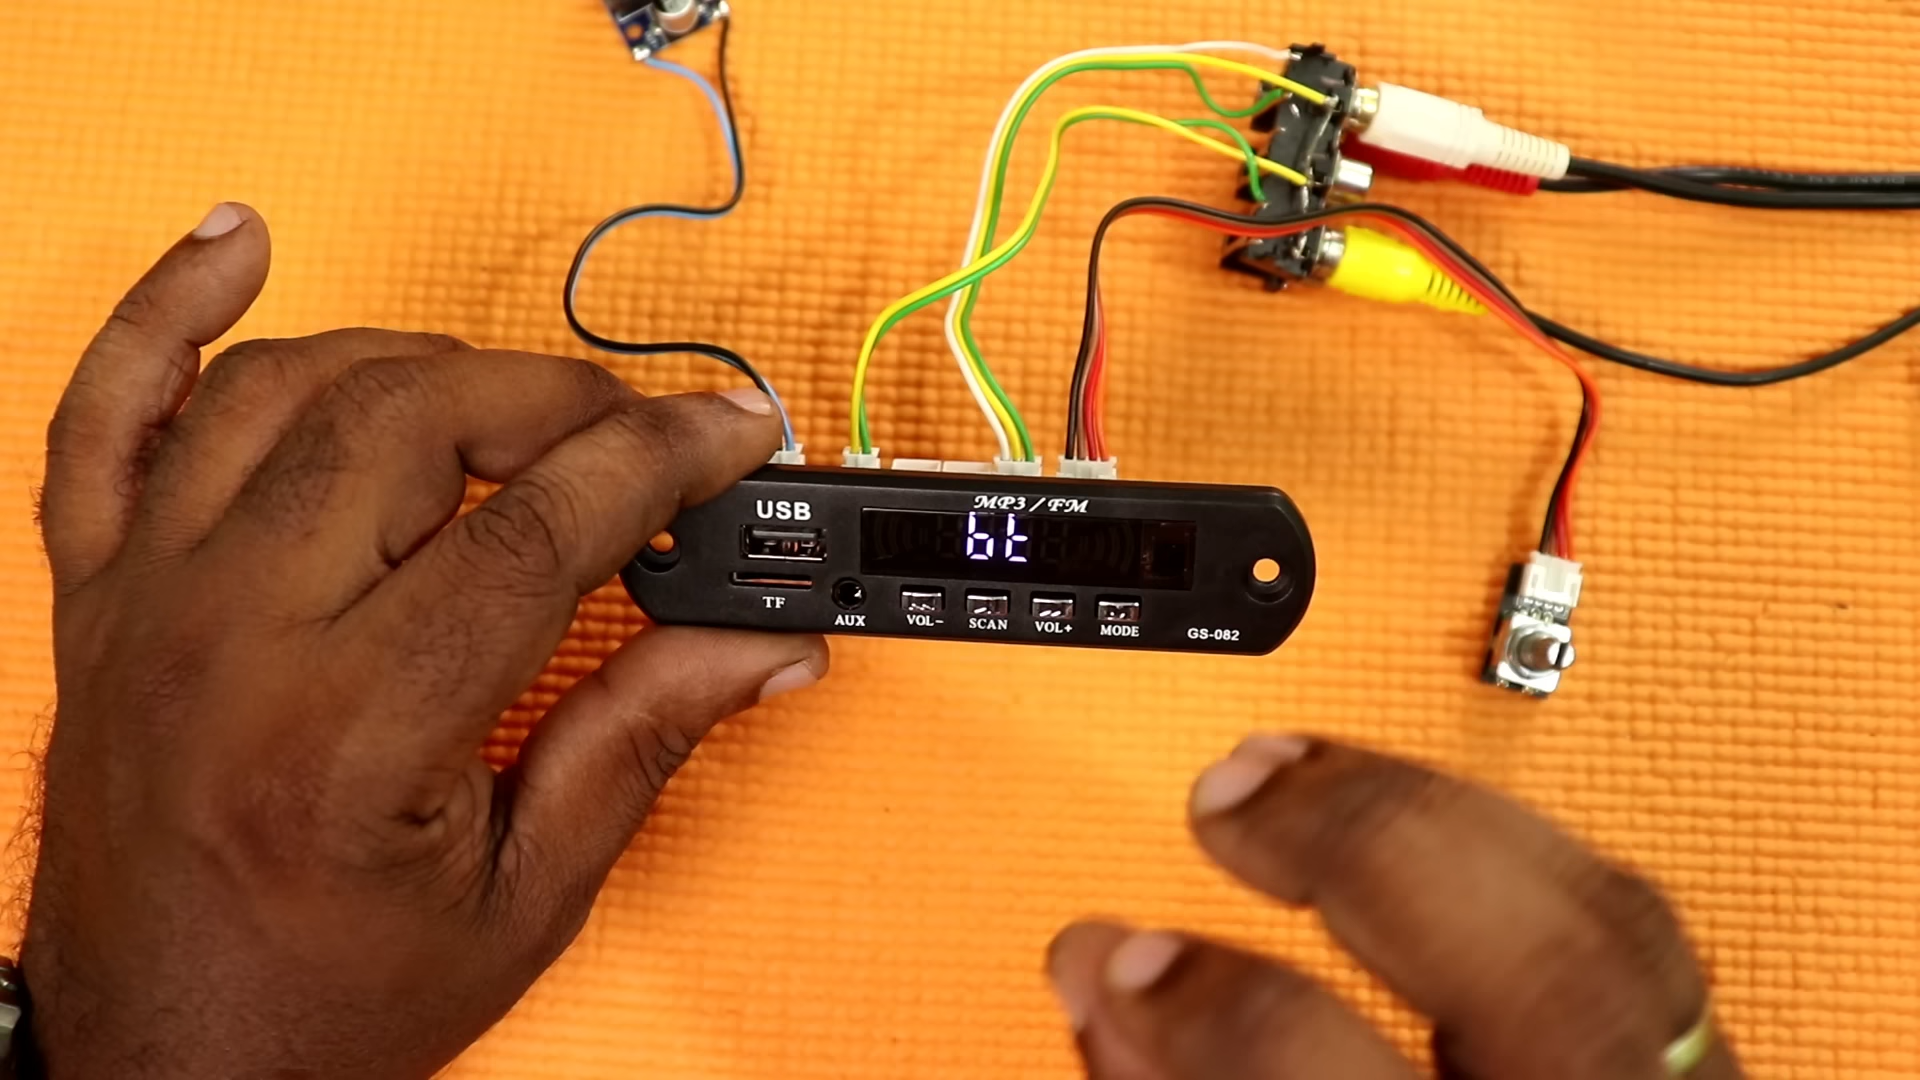 MP3 / FM
USB
bt
TF
AUX
VOL-
SCAN
VOL+
MODE
GS-082